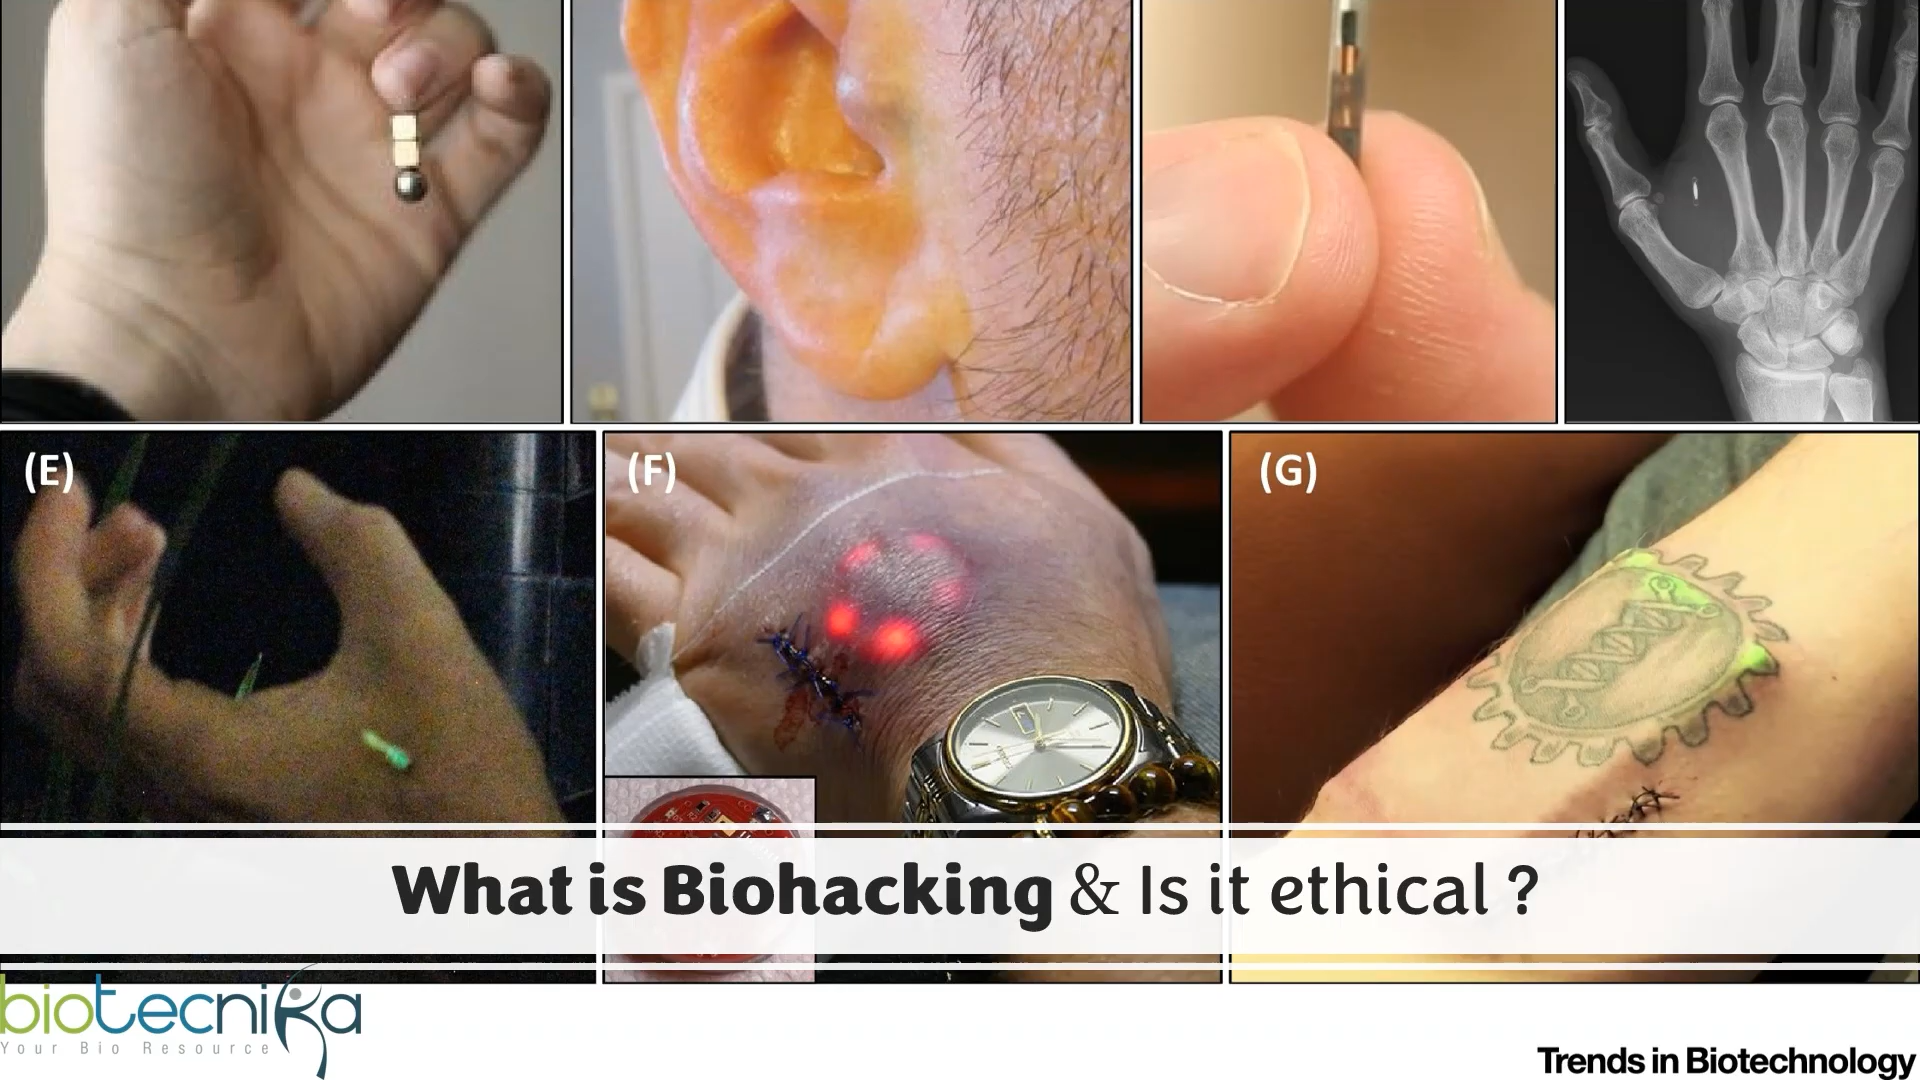 (E)
(F)
(G)
What is Biohacking & Is it ethical ?
biotecnika
Your Bio Resource
Trends in Biotechnology